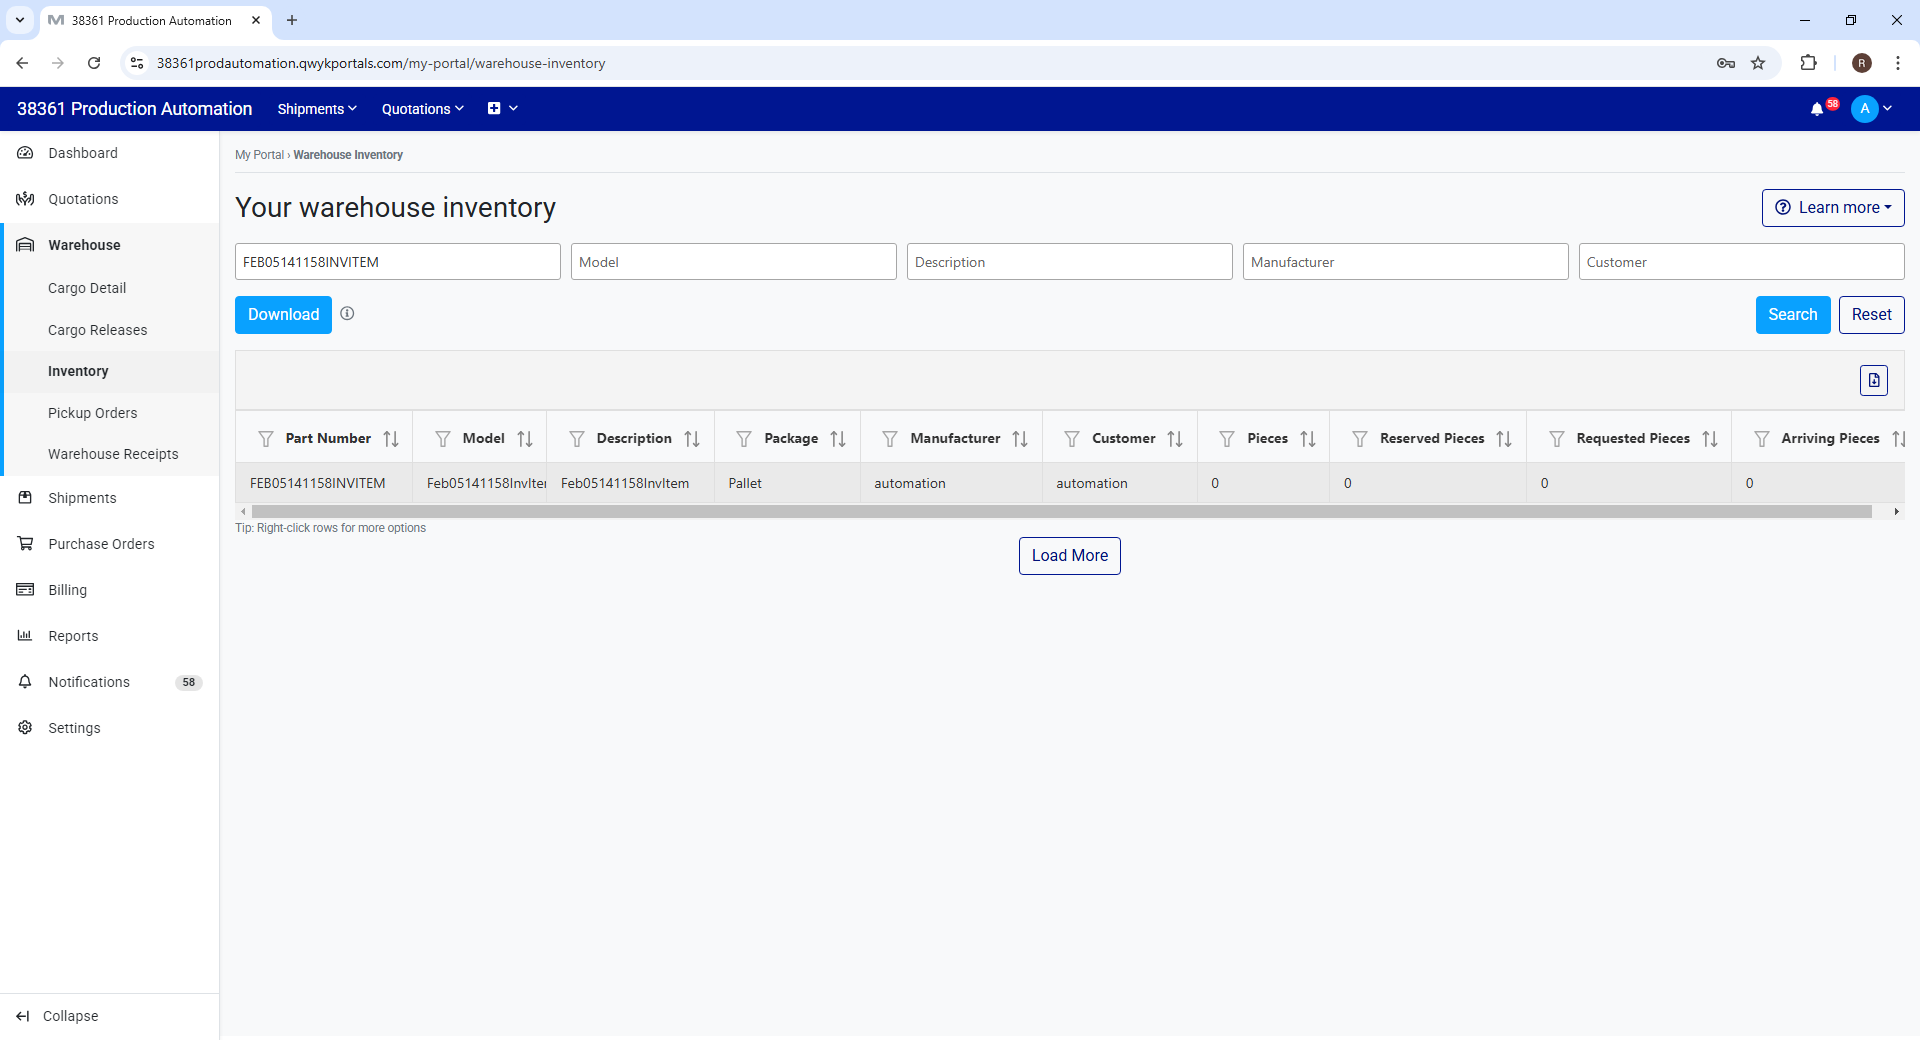 38361 Production Automation
38361prodautomation.qwykportals.com/my-portal/warehouse-inventory
R
38361 Production Automation
Shipments
Quotations
58
A
Dashboard
Quotations
Warehouse
Cargo Detail
Cargo Releases
Inventory
Pickup Orders
Warehouse Receipts
Shipments
Purchase Orders
Billing
Reports
Notifications 58
Settings
Collapse
My Portal › Warehouse Inventory
Your warehouse inventory
Learn more
FEB05141158INVITEM Model Description Manufacturer Customer
Download Search Reset
Part Number Model Description Package Manufacturer Customer Pieces Reserved Pieces Requested Pieces Arriving Pieces
FEB05141158INVITEM Feb05141158InvIter Feb05141158InvItem Pallet automation automation 0 0 0 0
Tip: Right-click rows for more options
Load More